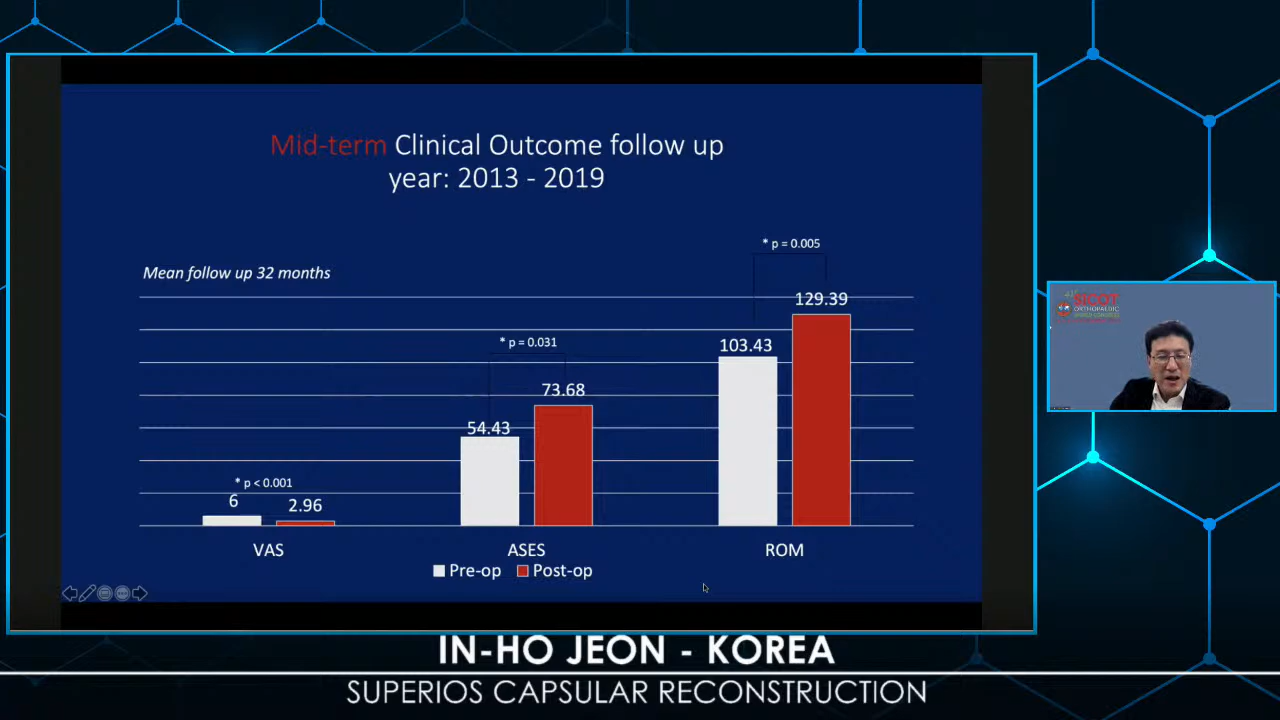 Mid-term Clinical Outcome follow up
year: 2013 - 2019
Mean follow up 32 months
* p < 0.001
6
2.96
VAS
* p = 0.031
54.43
73.68
ASES
* p = 0.005
103.43
129.39
ROM
Pre-op
Post-op
SICOT
ORTHOPAEDIC
IN-HO JEON - KOREA
SUPERIOS CAPSULAR RECONSTRUCTION